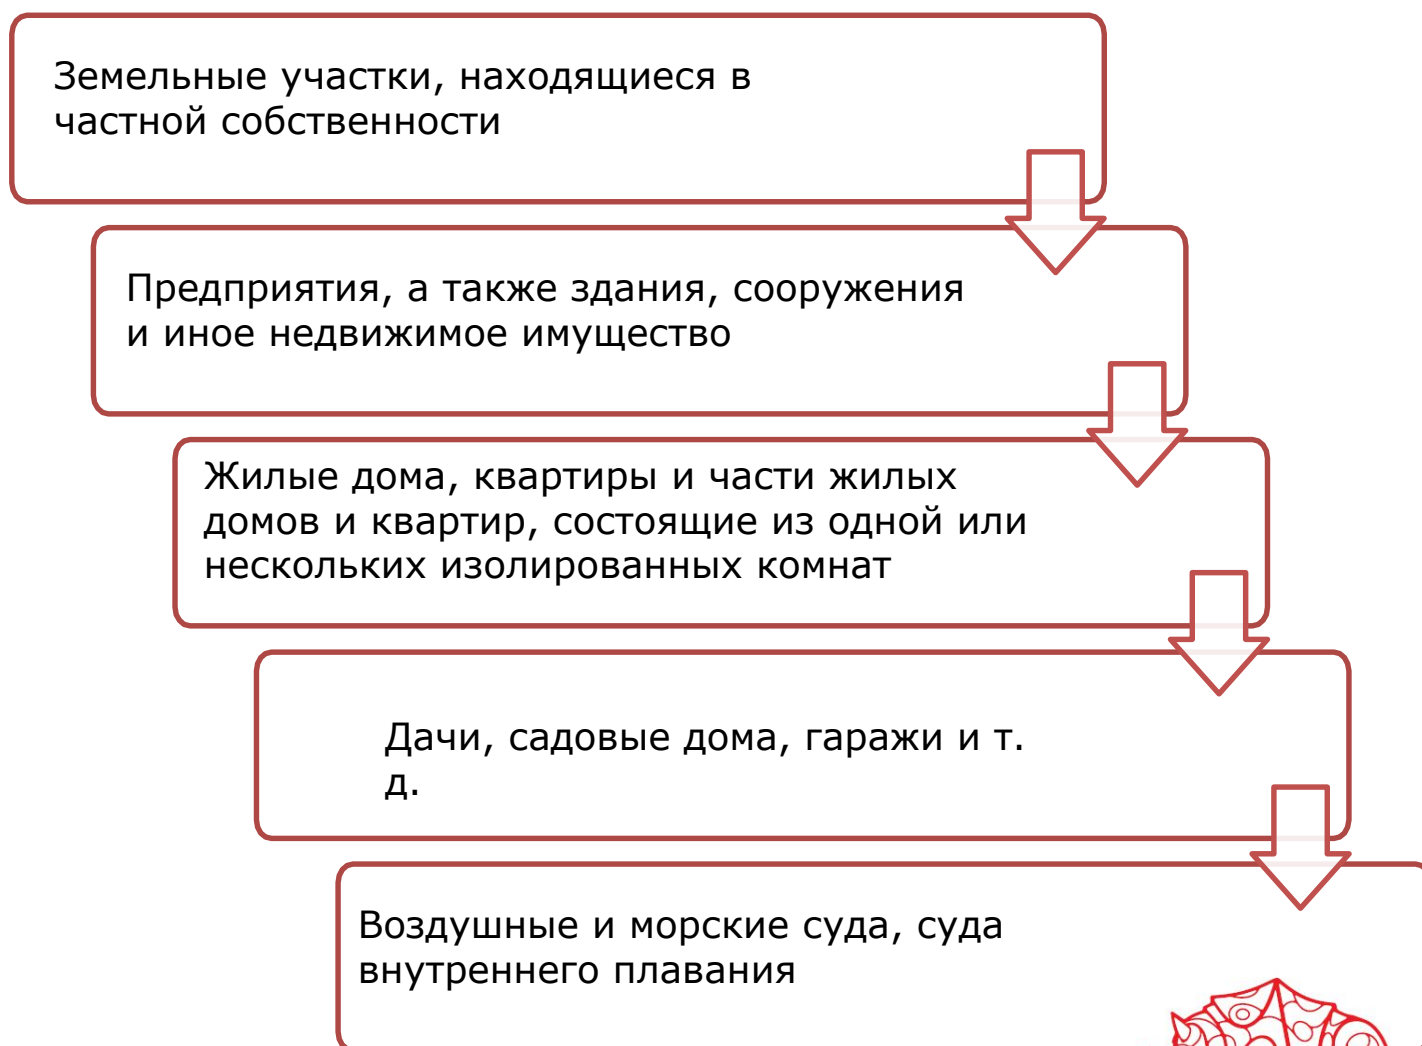 Земельные участки, находящиеся в
частной собственности
Предприятия, а также здания, сооружения
и иное недвижимое имущество
Жилые дома, квартиры и части жилых
домов и квартир, состоящие из одной или
нескольких изолированных комнат
Дачи, садовые дома, гаражи и т.
д.
Воздушные и морские суда, суда
внутреннего плавания